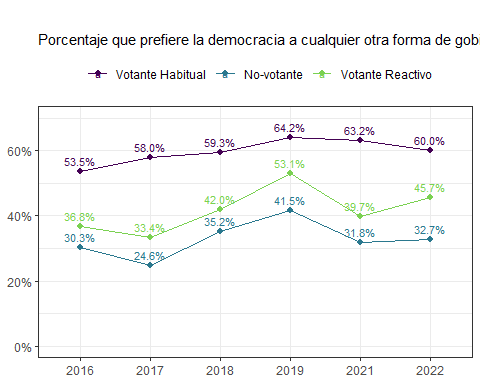 Porcentaje que prefiere la democracia a cualquier otra forma de gobi
Votante Habitual No-votante Votante Reactivo
64.2% 63.2%
58.0% 59.3% 60.0%
53.5% 53.1%
60%
45.7%
42.0% 41.5% 39.7%
36.8% 33.4% 35.2%
40%
30.3% 31.8% 32.7%
24.6%
20%
0%
2016 2017 2018 2019 2021 2022